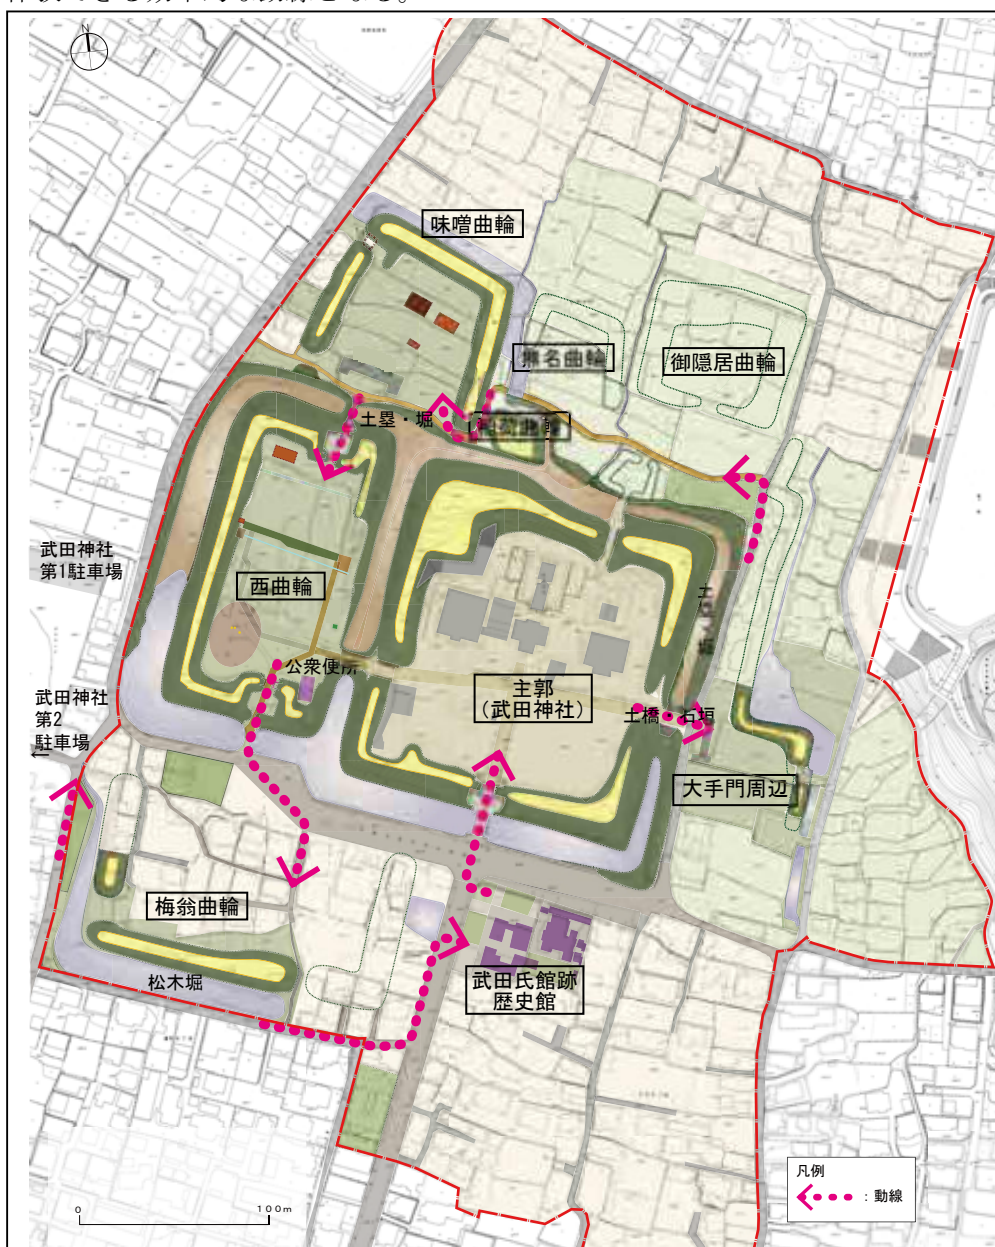 N
味噌曲輪
無名曲輪
御隠居曲輪
土塁・堀
武田神社
第1駐車場
西曲輪
公衆便所
武田神社
第2
駐車場
主郭
(武田神社)
土橋・石垣
大手門周辺
梅翁曲輪
松木堀
武田氏館跡
歴史館
凡例
:動線
0 100m